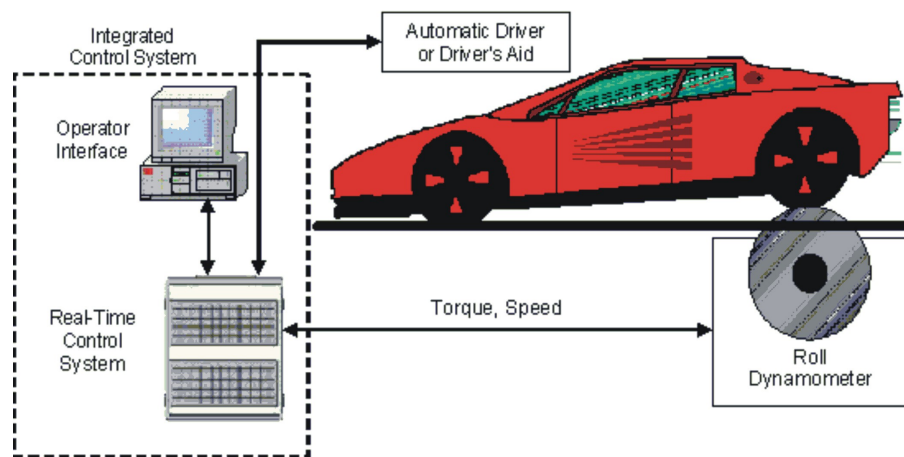 Integrated
Control System
Automatic Driver
or Driver's Aid
Operator
Interface
Real-Time
Control
System
Torque, Speed
Roll
Dynamometer